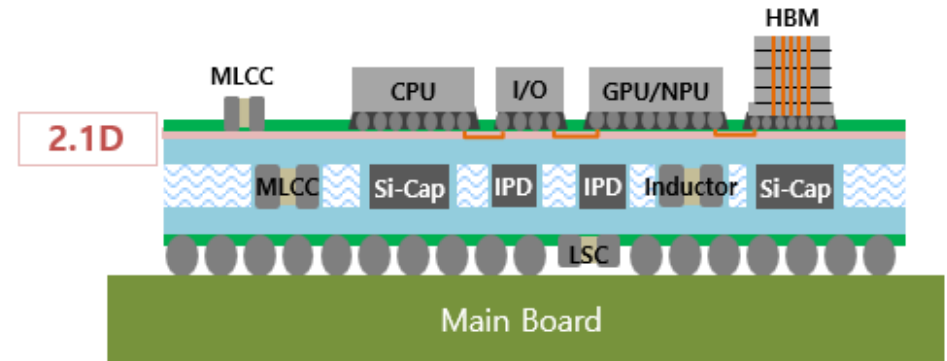 HBM
MLCC
CPU
I/O
GPU/NPU
2.1D
MLCC
Si-Cap
IPD
IPD
Inductor
Si-Cap
LSC
Main Board